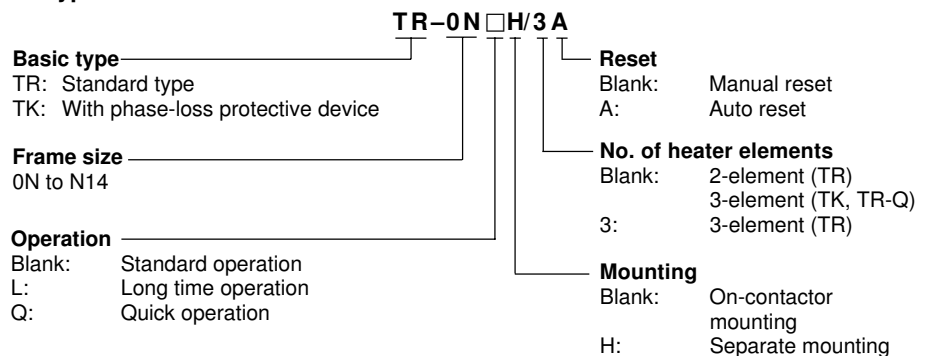 TR–0N□H/3A
Basic type
TR: Standard type
TK: With phase-loss protective device
Frame size
0N to N14
Operation
Blank: Standard operation
L: Long time operation
Q: Quick operation
Reset
Blank: Manual reset
A: Auto reset
No. of heater elements
Blank: 2-element (TR)
3-element (TK, TR-Q)
3: 3-element (TR)
Mounting
Blank: On-contactor
mounting
H: Separate mounting